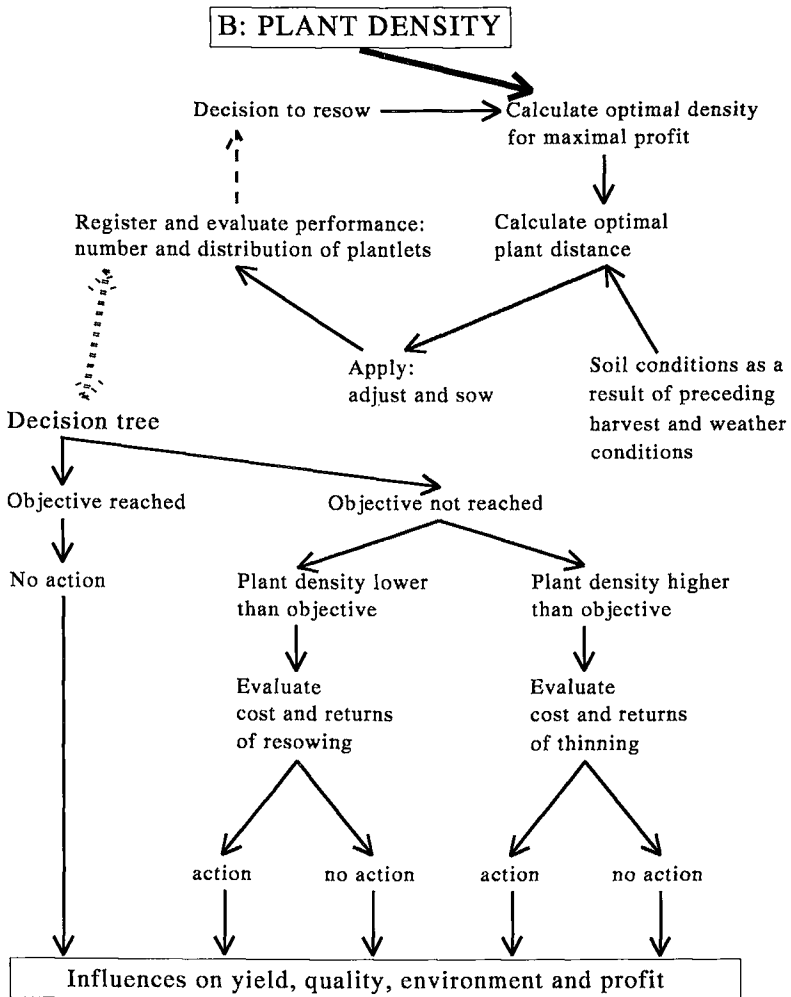 B: PLANT DENSITY
Decision to resow
Calculate optimal density
for maximal profit
Register and evaluate performance:
number and distribution of plantlets
Calculate optimal
plant distance
Apply:
adjust and sow
Soil conditions as a
result of preceding
harvest and weather
conditions
Decision tree
Objective reached
Objective not reached
No action
Plant density lower
than objective
Plant density higher
than objective
Evaluate
cost and returns
of resowing
Evaluate
cost and returns
of thinning
action
no action
action
no action
Influences on yield, quality, environment and profit